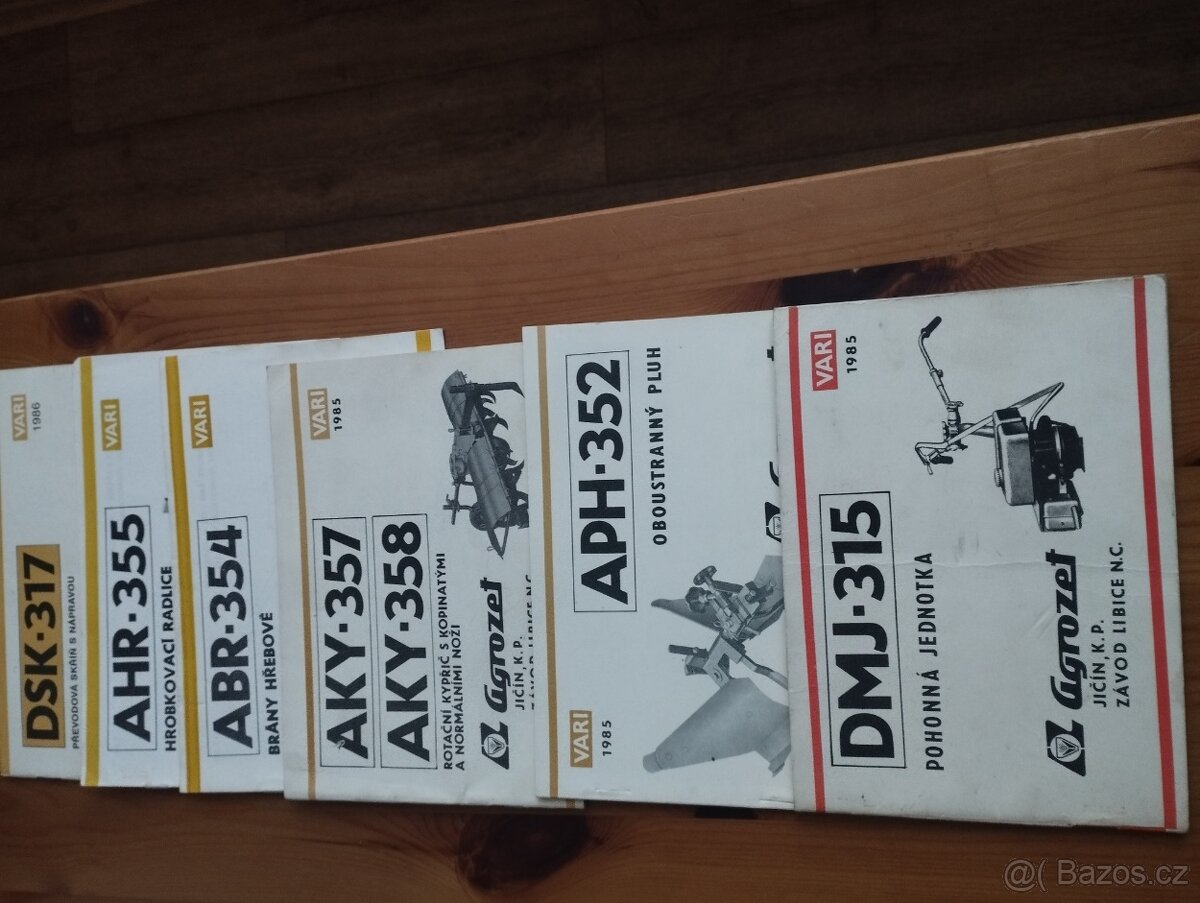 VARI
1986
DSK·317
PŘEVODOVÁ SKŘÍŇ S NÁPRAVOU
VARI
AHR·355
HROBKOVACÍ RADLICE
VARI
ABR·354
BRÁNY HŘEBOVÉ
VARI
1985
AKY·357
AKY·358
ROTAČNÍ KYPŘIČ S KOPINATÝMI
A NORMÁLNÍMI NOŽI
Agrozet
JIČÍN, K.P.
ZÁVOD LIBICE N.C.
APH·352
OBOUSTRANNÝ PLUH
VARI
1985
VARI
1985
DMJ·315
POHONNÁ JEDNOTKA
Agrozet
JIČÍN, K.P.
ZÁVOD LIBICE N.C.
@( Bazos.cz